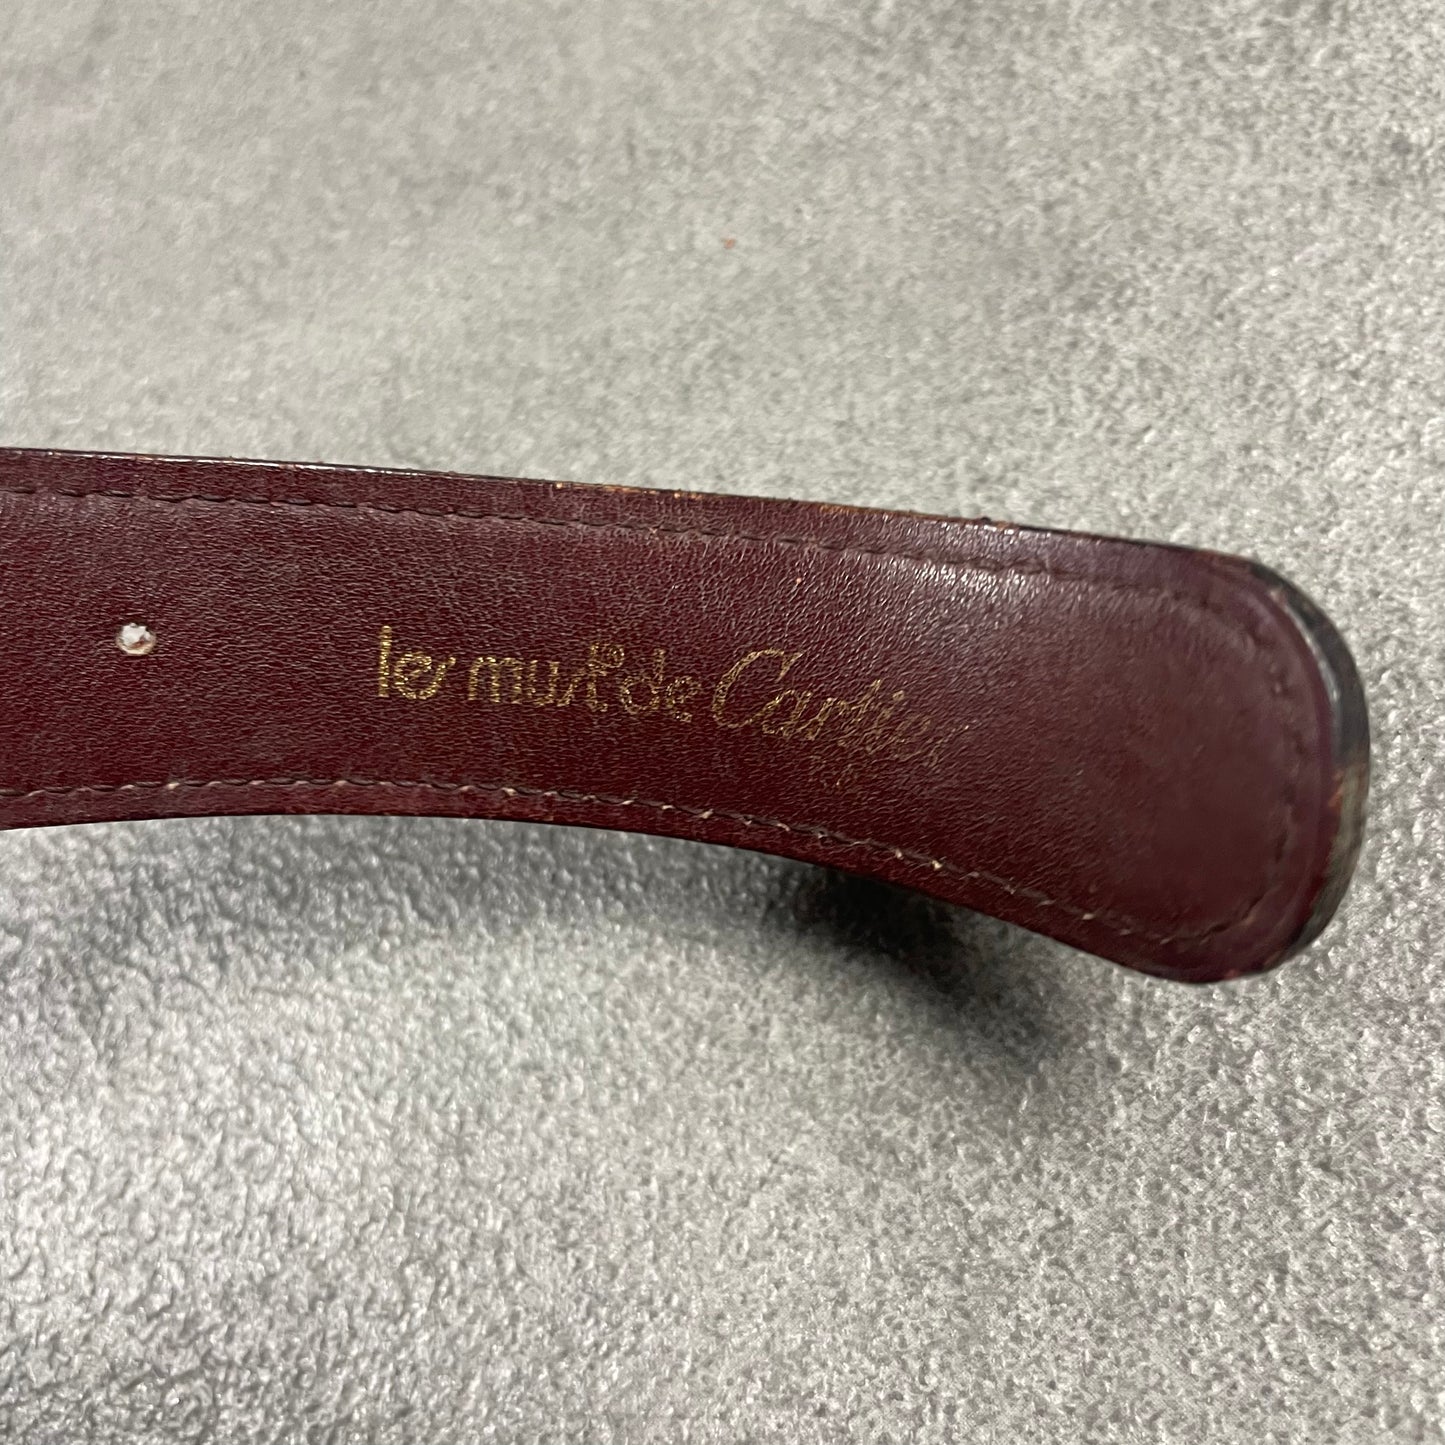 les must de Cartier